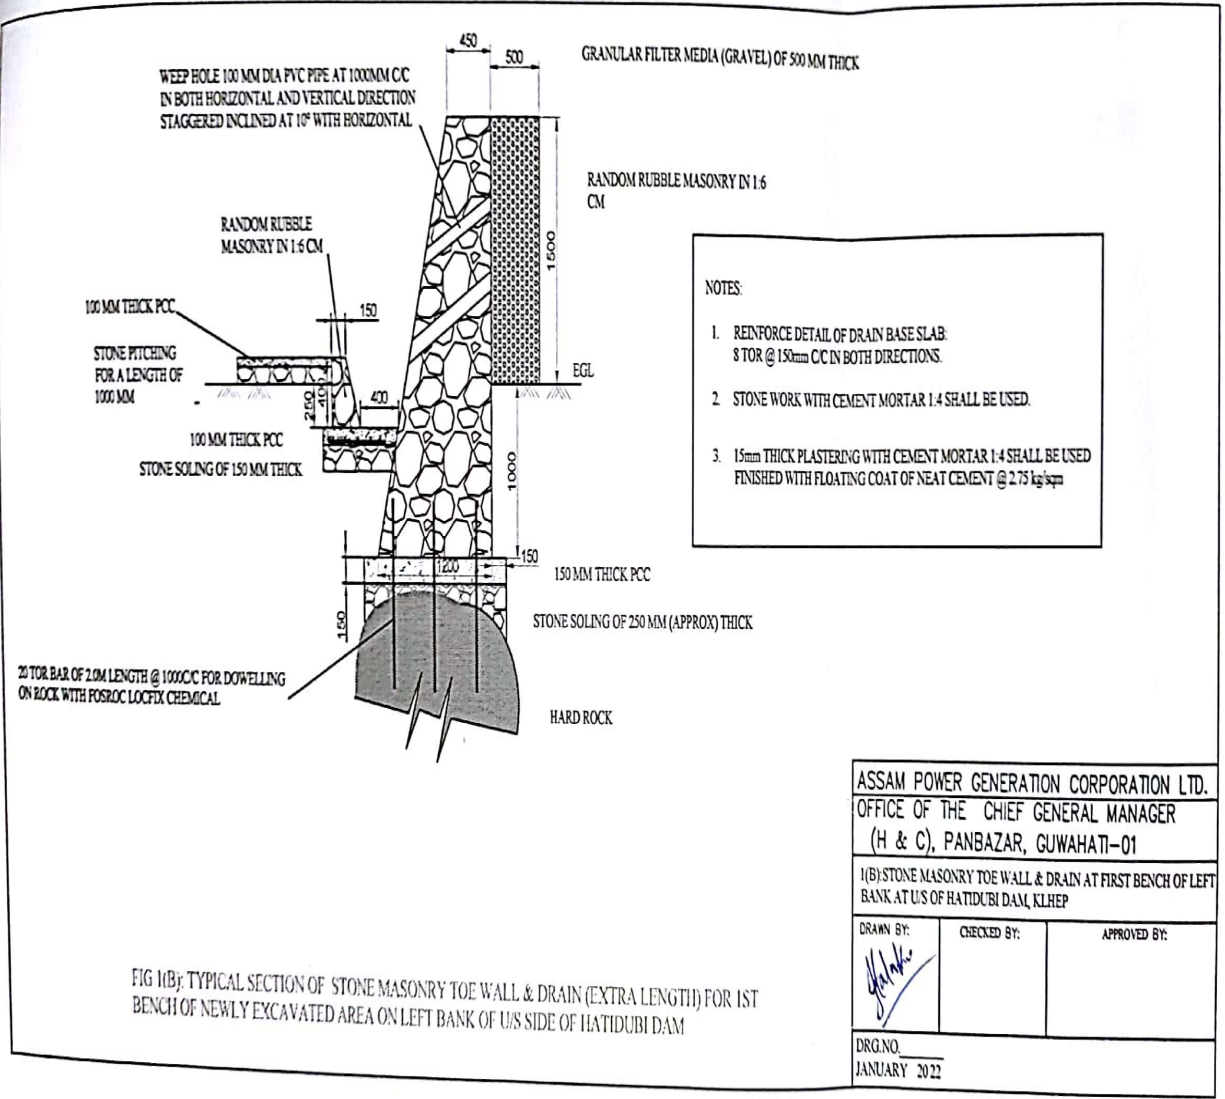 450
500
GRANULAR FILTER MEDIA (GRAVEL) OF 500 MM THICK
WEEP HOLE 100 MM DIA PVC PIPE AT 1000MM C/C
IN BOTH HORIZONTAL AND VERTICAL DIRECTION
STAGGERED INCLINED AT 10° WITH HORIZONTAL
RANDOM RUBBLE MASONRY IN 1:6
CM
RANDOM RUBBLE
MASONRY IN 1:6 CM
1500
100 MM THICK PCC
150
STONE PITCHING
FOR A LENGTH OF
1000 MM
EGL
250
400
400
100 MM THICK PCC
STONE SOLING OF 150 MM THICK
1000
150
1200
150 MM THICK PCC
150
STONE SOLING OF 250 MM (APPROX) THICK
20 TOR BAR OF 2.0M LENGTH @ 1000C/C FOR DOWELLING
ON ROCK WITH FOSROC LOCFIX CHEMICAL
HARD ROCK
NOTES:
1. REINFORCE DETAIL OF DRAIN BASE SLAB:
8 TOR @ 150mm C/C IN BOTH DIRECTIONS.
2. STONE WORK WITH CEMENT MORTAR 1:4 SHALL BE USED.
3. 15mm THICK PLASTERING WITH CEMENT MORTAR 1:4 SHALL BE USED
FINISHED WITH FLOATING COAT OF NEAT CEMENT @ 2.75 kg/sqm
ASSAM POWER GENERATION CORPORATION LTD.
OFFICE OF THE CHIEF GENERAL MANAGER
(H & C), PANBAZAR, GUWAHATI-01
1(B):STONE MASONRY TOE WALL & DRAIN AT FIRST BENCH OF LEFT
BANK AT U/S OF HATIDUBI DAM, KLHEP
DRAWN BY:
CHECKED BY:
APPROVED BY:
DRG.NO.
JANUARY 2022
FIG 1(B): TYPICAL SECTION OF STONE MASONRY TOE WALL & DRAIN (EXTRA LENGTH) FOR 1ST
BENCH OF NEWLY EXCAVATED AREA ON LEFT BANK OF U/S SIDE OF HATIDUBI DAM